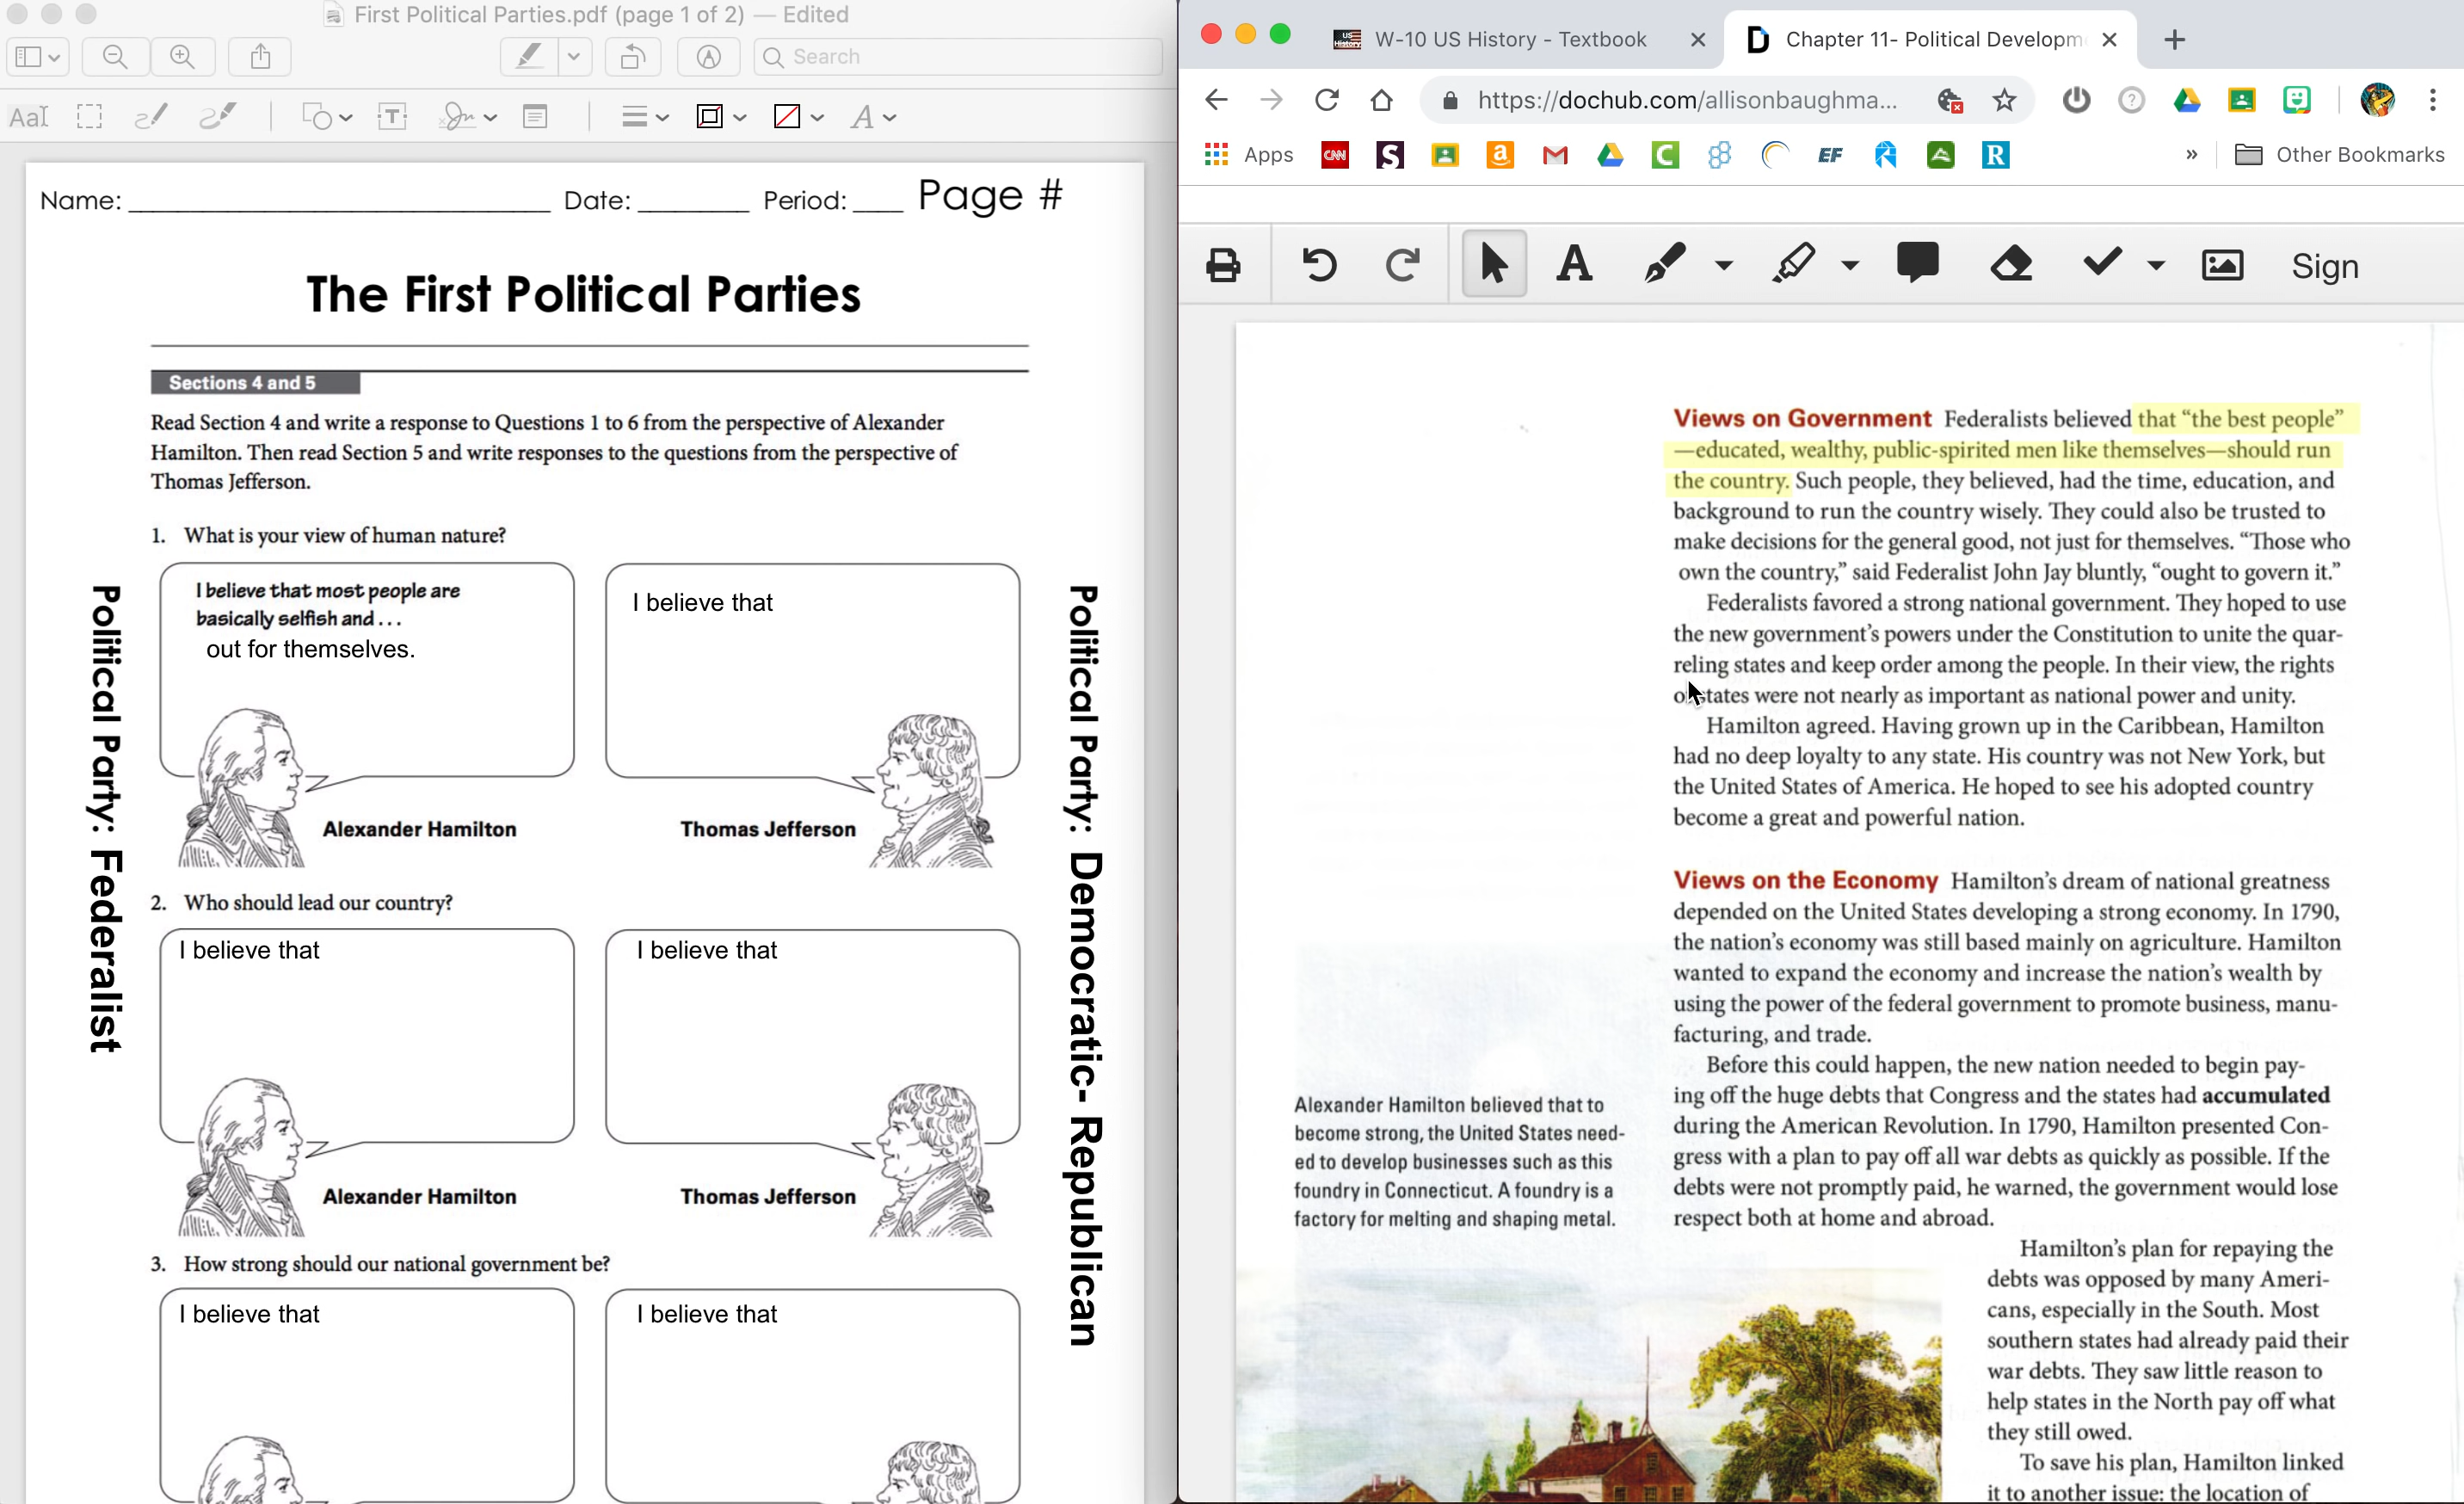 First Political Parties.pdf (page 1 of 2) — Edited
Search
AaI
T
A
Name: Date: Period: Page #
The First Political Parties
Sections 4 and 5
Read Section 4 and write a response to Questions 1 to 6 from the perspective of Alexander
Hamilton. Then read Section 5 and write responses to the questions from the perspective of
Thomas Jefferson.
1. What is your view of human nature?
I believe that most people are
basically selfish and . . .
out for themselves.
I believe that
Alexander Hamilton
Thomas Jefferson
2. Who should lead our country?
I believe that
I believe that
Alexander Hamilton
Thomas Jefferson
3. How strong should our national government be?
I believe that
I believe that
Political Party: Federalist
Political Party: Democratic- Republican
US History
W-10 US History - Textbook
Chapter 11- Political Developm
https://dochub.com/allisonbaughma...
Apps
CNN
S
a
C
EF
R
»
Other Bookmarks
A
Sign
Views on Government Federalists believed that “the best people”
—educated, wealthy, public-spirited men like themselves—should run
the country. Such people, they believed, had the time, education, and
background to run the country wisely. They could also be trusted to
make decisions for the general good, not just for themselves. “Those who
own the country,” said Federalist John Jay bluntly, “ought to govern it.”
Federalists favored a strong national government. They hoped to use
the new government’s powers under the Constitution to unite the quar-
reling states and keep order among the people. In their view, the rights
of states were not nearly as important as national power and unity.
Hamilton agreed. Having grown up in the Caribbean, Hamilton
had no deep loyalty to any state. His country was not New York, but
the United States of America. He hoped to see his adopted country
become a great and powerful nation.
Views on the Economy Hamilton’s dream of national greatness
depended on the United States developing a strong economy. In 1790,
the nation’s economy was still based mainly on agriculture. Hamilton
wanted to expand the economy and increase the nation’s wealth by
using the power of the federal government to promote business, manu-
facturing, and trade.
Before this could happen, the new nation needed to begin pay-
ing off the huge debts that Congress and the states had accumulated
during the American Revolution. In 1790, Hamilton presented Con-
gress with a plan to pay off all war debts as quickly as possible. If the
debts were not promptly paid, he warned, the government would lose
respect both at home and abroad.
Hamilton’s plan for repaying the
debts was opposed by many Ameri-
cans, especially in the South. Most
southern states had already paid their
war debts. They saw little reason to
help states in the North pay off what
they still owed.
To save his plan, Hamilton linked
it to another issue: the location of
Alexander Hamilton believed that to
become strong, the United States need-
ed to develop businesses such as this
foundry in Connecticut. A foundry is a
factory for melting and shaping metal.